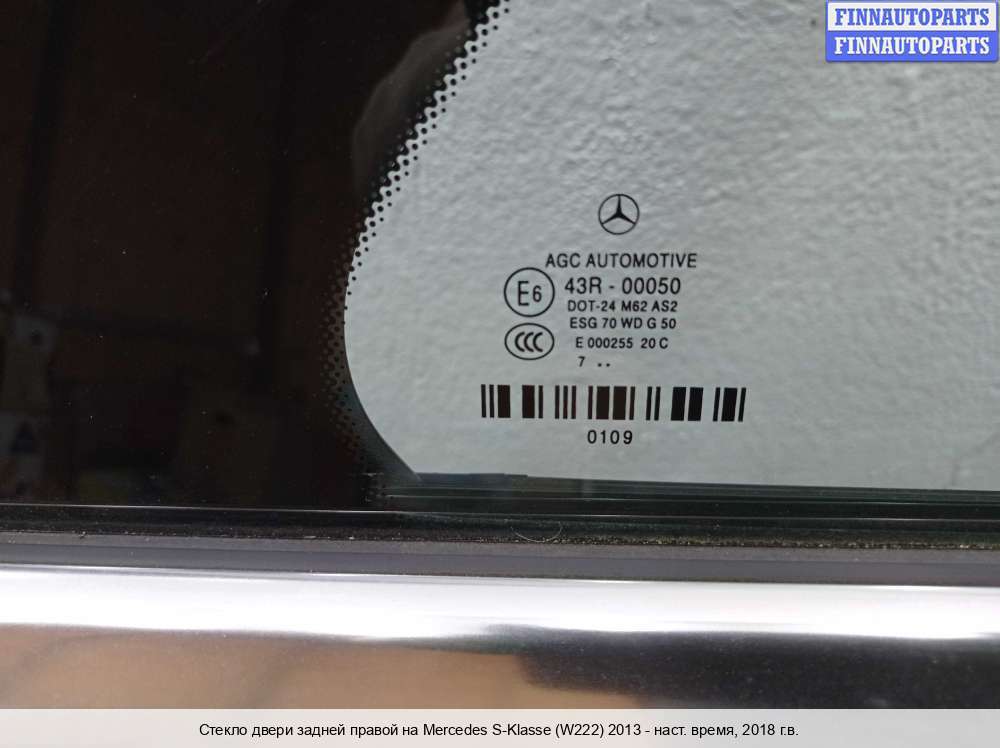 FINNAUTOPARTS
FINNAUTOPARTS
AGC AUTOMOTIVE
E6 43R - 00050
DOT-24 M62 AS2
ESG 70 WD G 50
CCC E 000255 20 C
7 ..
0109
Стекло двери задней правой на Mercedes S-Klasse (W222) 2013 - наст. время, 2018 г.в.